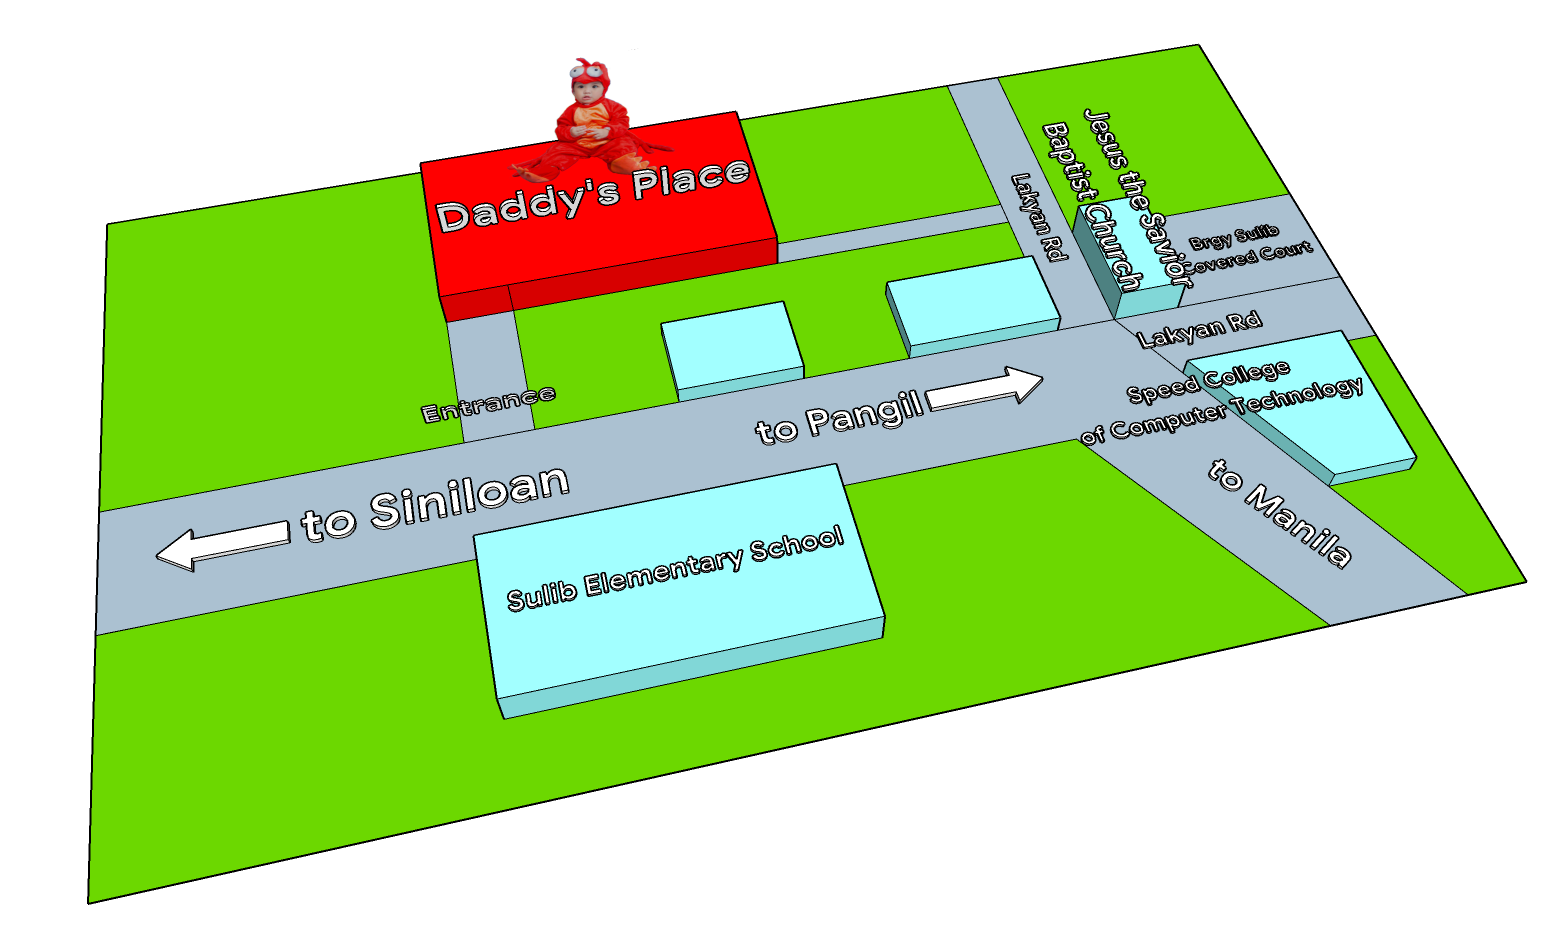 Daddy's Place
Jesus the Savior
Baptist Church
Lakyan Rd
Brgy Sulib
Covered Court
Lakyan Rd
Entrance
to Pangil
Speed College
of Computer Technology
to Siniloan
to Manila
Sulib Elementary School